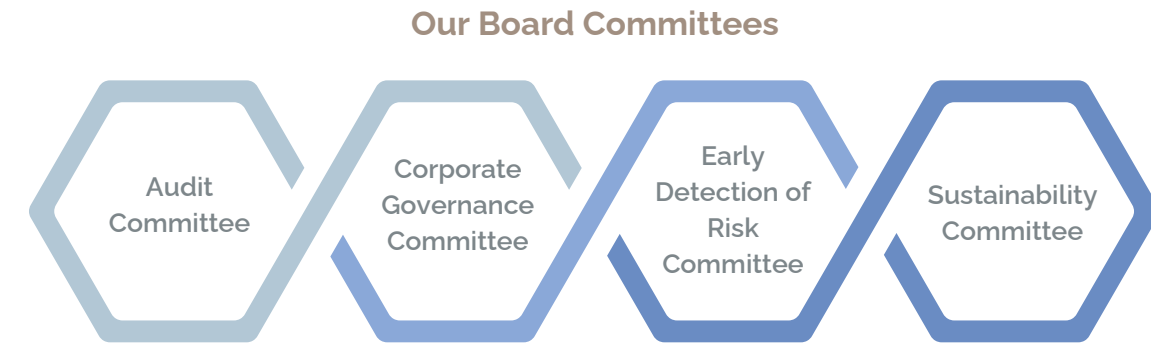 Our Board Committees
Audit
Committee
Corporate
Governance
Committee
Early
Detection of
Risk
Committee
Sustainability
Committee